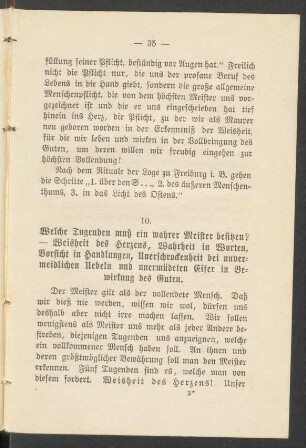 — 35 —
füllung seiner Pflicht, beständig vor Augen hat.“ Freilich
nicht die Pflicht nur, die uns der profane Beruf des
Lebens in die Hand giebt, sondern die große allgemeine
Menschenpflicht, die von dem höchsten Meister uns vor-
gezeichnet ist und die er uns eingeschrieben hat tief
hinein ins Herz, die Pflicht, zu der wir als Maurer
neu geworden worden in der Erkenntniß der Weisheit,
für die wir leben und wirken in der Vollbringung des
Guten, um deren willen wir freudig eingehen zur
höchsten Vollendung!
Nach dem Rituale der Loge zu Freiburg i. B. gehen
die Schritte „1. über den S..., 2. des äußeren Menschen-
thums, 3. in das Licht des Ostens.“
10.
Welche Tugenden muß ein wahrer Meister besitzen?
— Weisheit des Herzens, Wahrheit in Worten,
Vorsicht in Handlungen, Unerschrockenheit bei unver-
meidlichen Uebeln und unermüdeten Eifer in Be-
wirkung des Guten.
Der Meister gilt als der vollendete Mensch. Daß
wir dieß nie werden, wissen wir wol, dürfen uns
deshalb aber nicht irre machen lassen. Wir sollen
wenigstens als Meister uns mehr als jeder Andere be-
streben, diejenigen Tugenden uns anzueignen, welche
ein vollkommener Mensch haben soll. An ihnen und
deren größtmöglicher Bewährung soll man den Meister
erkennen. Fünf Tugenden sind es, welche man von
diesem fordert. Weisheit des Herzens! Unser
3*